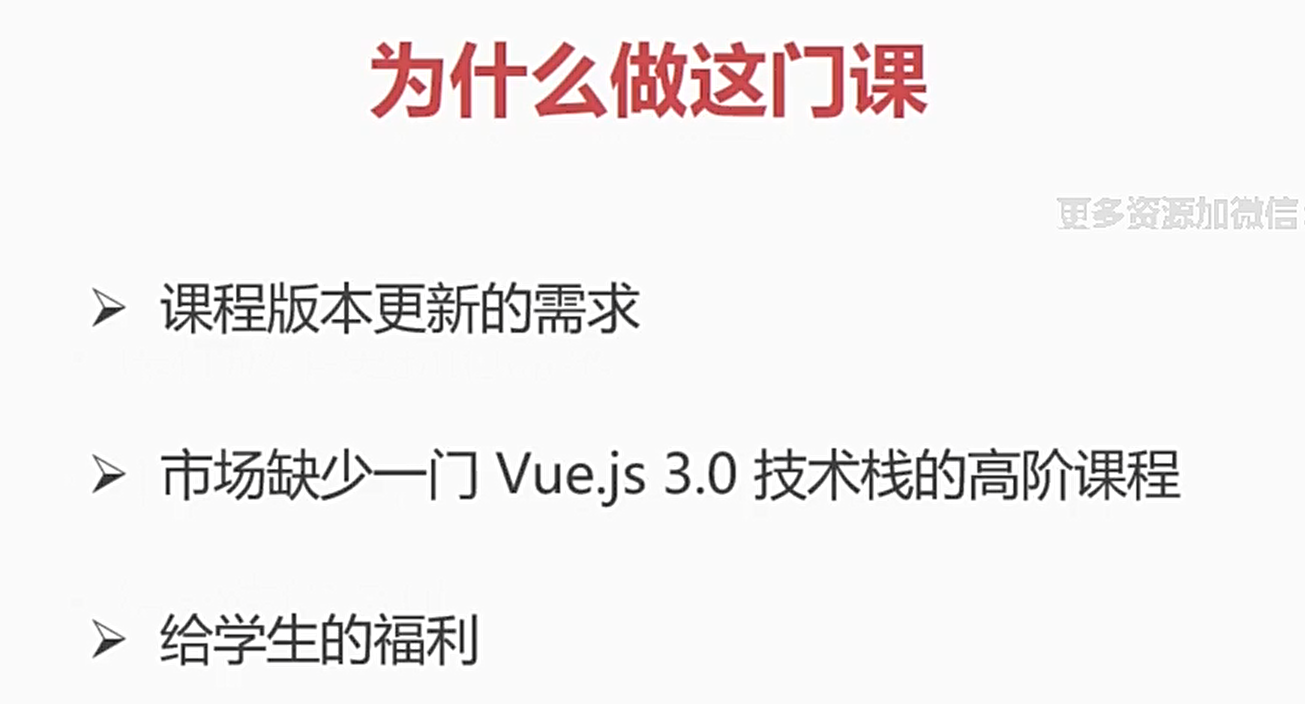 为什么做这门课
更多资源加微信
➢ 课程版本更新的需求
➢ 市场缺少一门 Vue.js 3.0 技术栈的高阶课程
➢ 给学生的福利